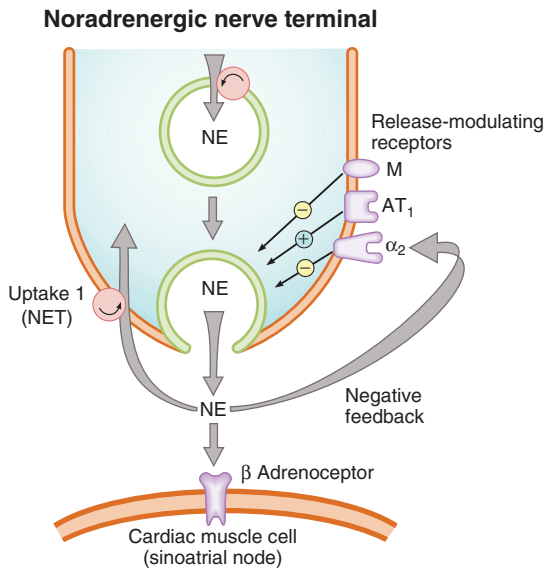 Noradrenergic nerve terminal
NE
Release-modulating
receptors
M
AT₁
α₂
−
+
−
NE
Uptake 1
(NET)
Negative
feedback
NE
β Adrenoceptor
Cardiac muscle cell
(sinoatrial node)